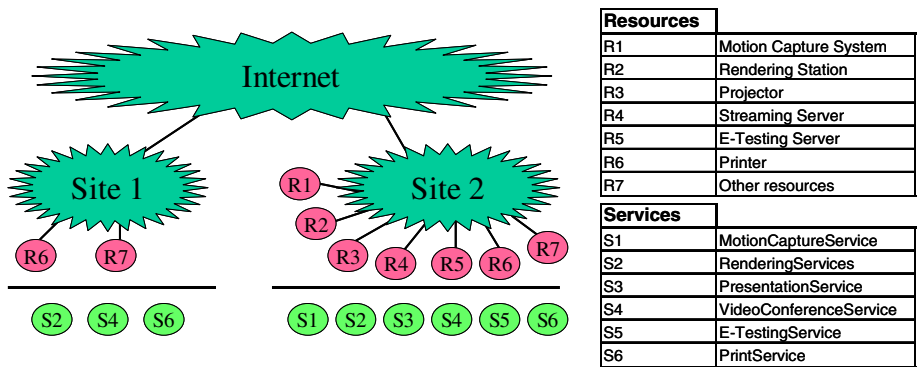 Internet
Site 1
Site 2
R1
R2
R3
R4
R5
R6
R7
R6
R7
S2 S4 S6
S1 S2 S3 S4 S5 S6
Resources
R1 Motion Capture System
R2 Rendering Station
R3 Projector
R4 Streaming Server
R5 E-Testing Server
R6 Printer
R7 Other resources
Services
S1 MotionCaptureService
S2 RenderingServices
S3 PresentationService
S4 VideoConferenceService
S5 E-TestingService
S6 PrintService